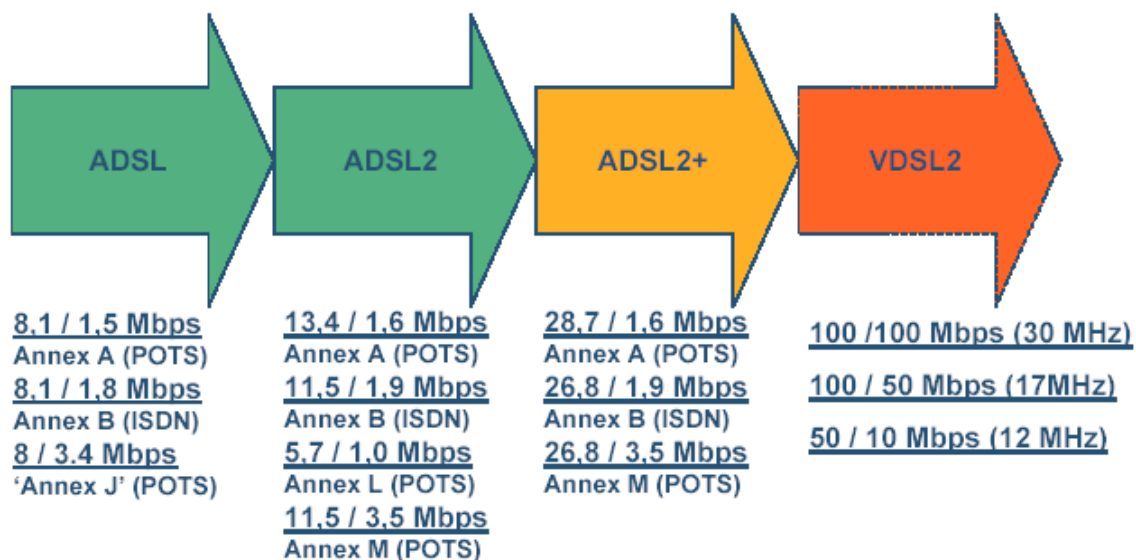 ADSL
ADSL2
ADSL2+
VDSL2
8,1 / 1,5 Mbps
Annex A (POTS)
8,1 / 1,8 Mbps
Annex B (ISDN)
8 / 3.4 Mbps
‘Annex J’ (POTS)
13,4 / 1,6 Mbps
Annex A (POTS)
11,5 / 1,9 Mbps
Annex B (ISDN)
5,7 / 1,0 Mbps
Annex L (POTS)
11,5 / 3,5 Mbps
Annex M (POTS)
28,7 / 1,6 Mbps
Annex A (POTS)
26,8 / 1,9 Mbps
Annex B (ISDN)
26,8 / 3,5 Mbps
Annex M (POTS)
100 /100 Mbps (30 MHz)
100 / 50 Mbps (17MHz)
50 / 10 Mbps (12 MHz)